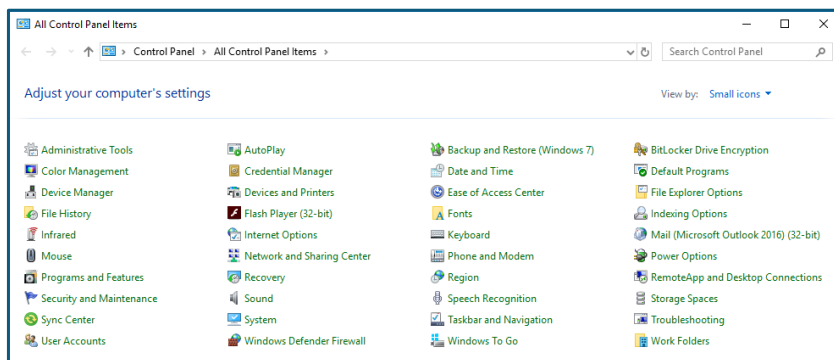 All Control Panel Items
Control Panel > All Control Panel Items > Search Control Panel
Adjust your computer's settings View by: Small icons
Administrative Tools AutoPlay Backup and Restore (Windows 7) BitLocker Drive Encryption
Color Management Credential Manager Date and Time Default Programs
Device Manager Devices and Printers Ease of Access Center File Explorer Options
File History Flash Player (32-bit) Fonts Indexing Options
Infrared Internet Options Keyboard Mail (Microsoft Outlook 2016) (32-bit)
Mouse Network and Sharing Center Phone and Modem Power Options
Programs and Features Recovery Region RemoteApp and Desktop Connections
Security and Maintenance Sound Speech Recognition Storage Spaces
Sync Center System Taskbar and Navigation Troubleshooting
User Accounts Windows Defender Firewall Windows To Go Work Folders